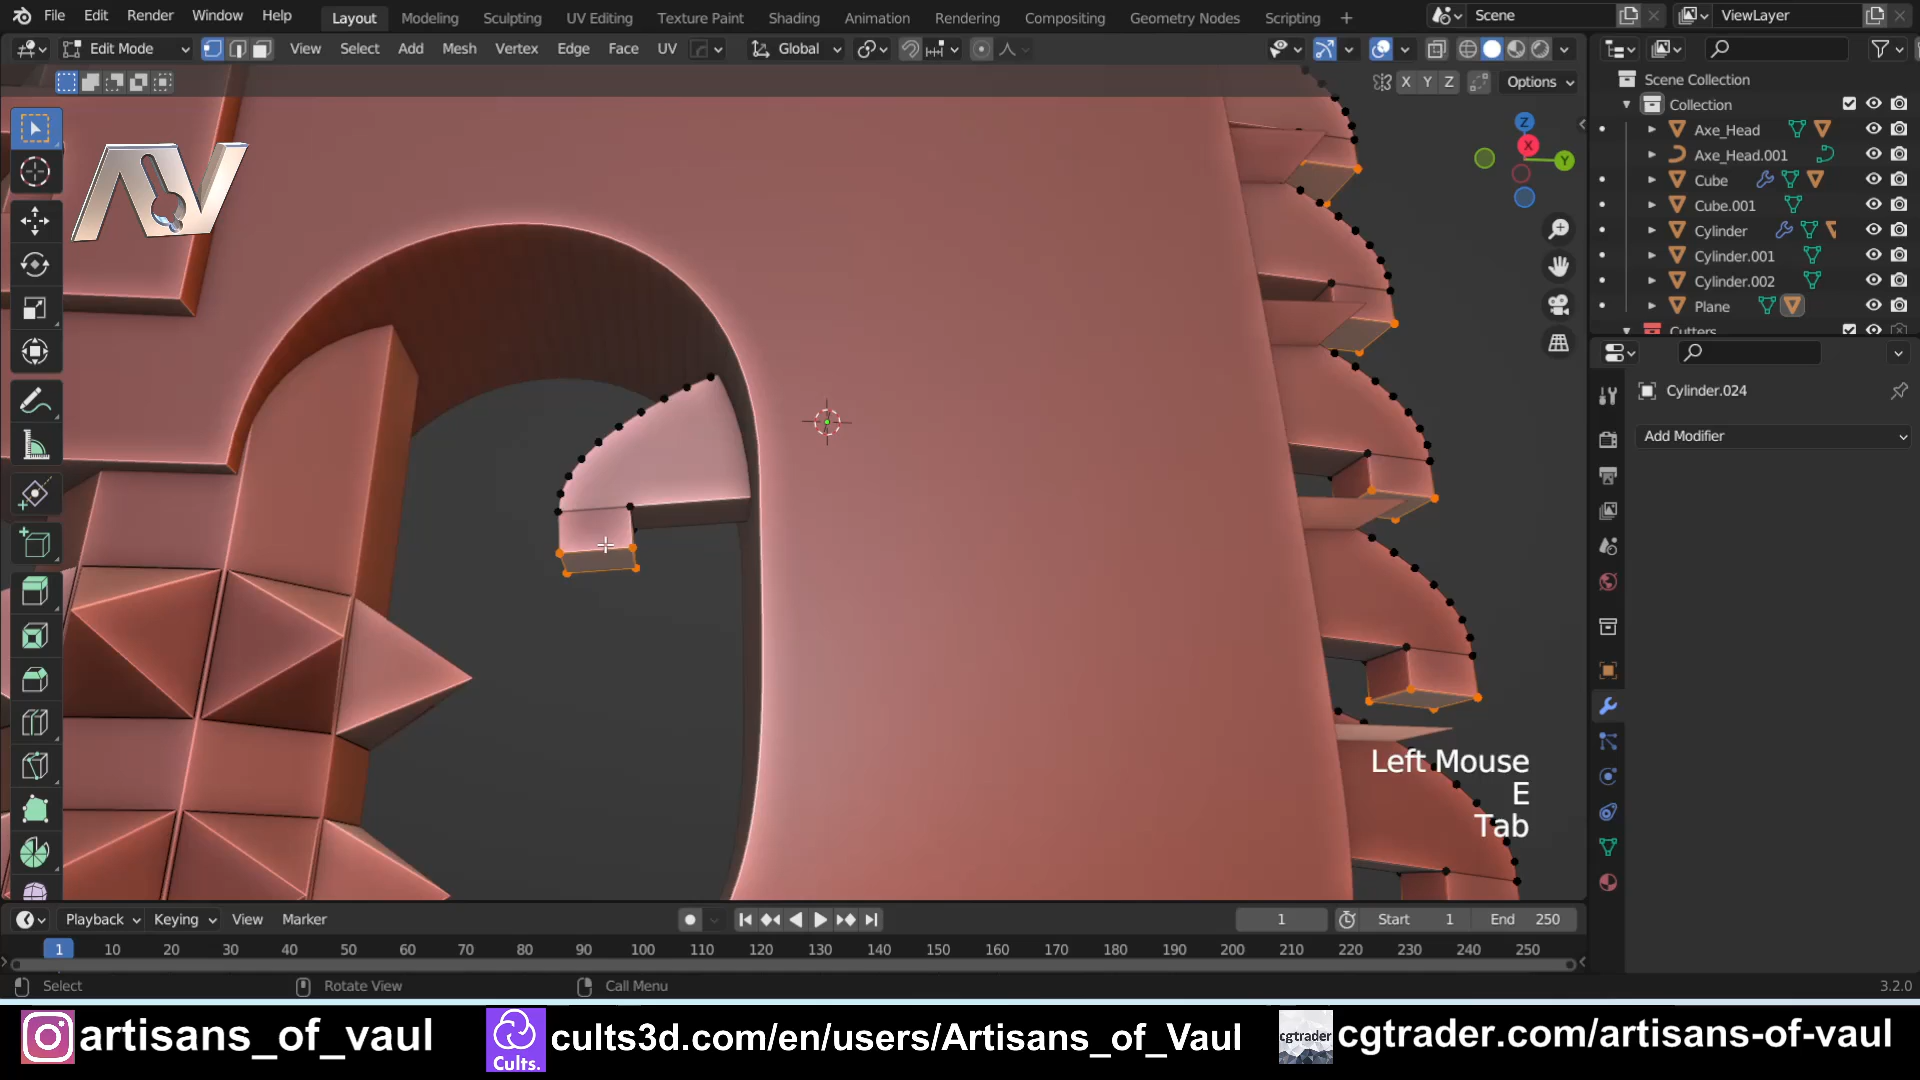 File Edit Render Window Help Layout Modeling Sculpting UV Editing Texture Paint Shading Animation Rendering Compositing Geometry Nodes Scripting + Scene ViewLayer
Edit Mode View Select Add Mesh Vertex Edge Face UV Global
X Y Z Options
Scene Collection
Collection
Axe_Head
Axe_Head.001
Cube
Cube.001
Cylinder
Cylinder.001
Cylinder.002
Plane
Cutters
Z
X
Y
AV
Cylinder.024
Add Modifier
Left Mouse
E
Tab
Playback Keying View Marker 1 Start 1 End 250
1 10 20 30 40 50 60 70 80 90 100 110 120 130 140 150 160 170 180 190 200 210 220 230 240 250
Select Rotate View Call Menu 3.2.0
artisans_of_vaul Cults. cults3d.com/en/users/Artisans_of_Vaul cgtrader cgtrader.com/artisans-of-vaul